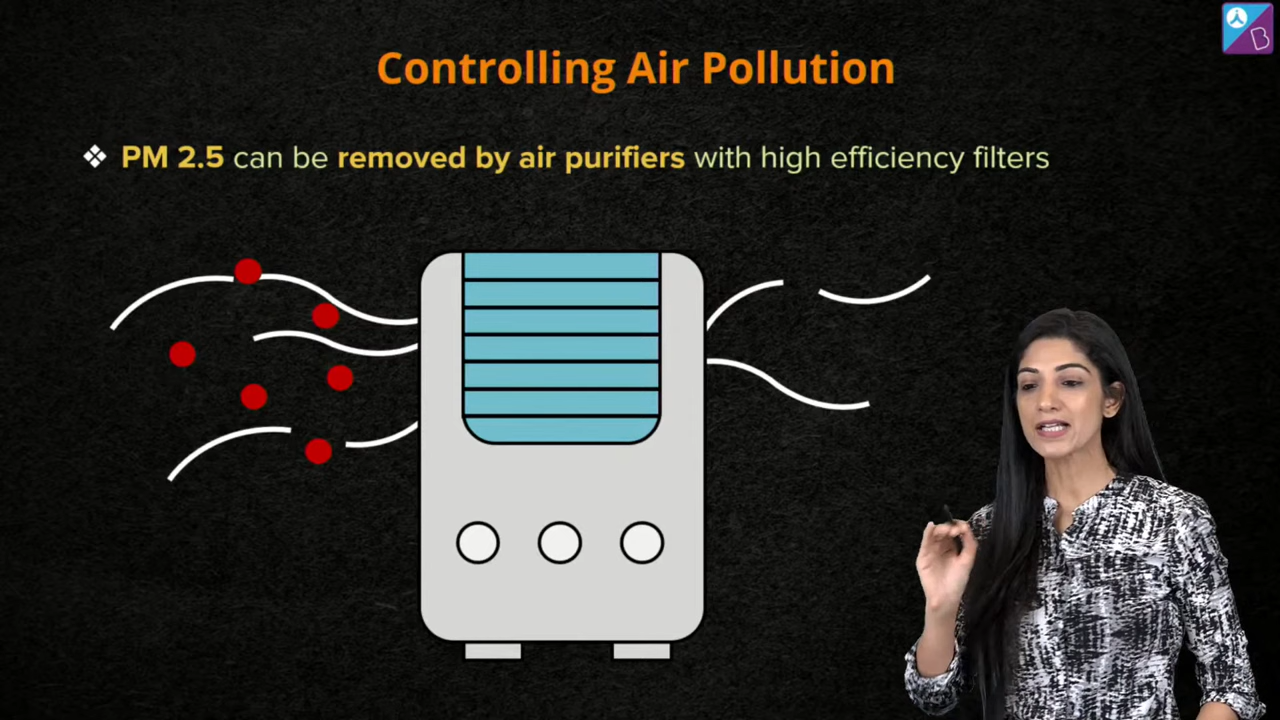 Controlling Air Pollution
❖ PM 2.5 can be removed by air purifiers with high efficiency filters
B